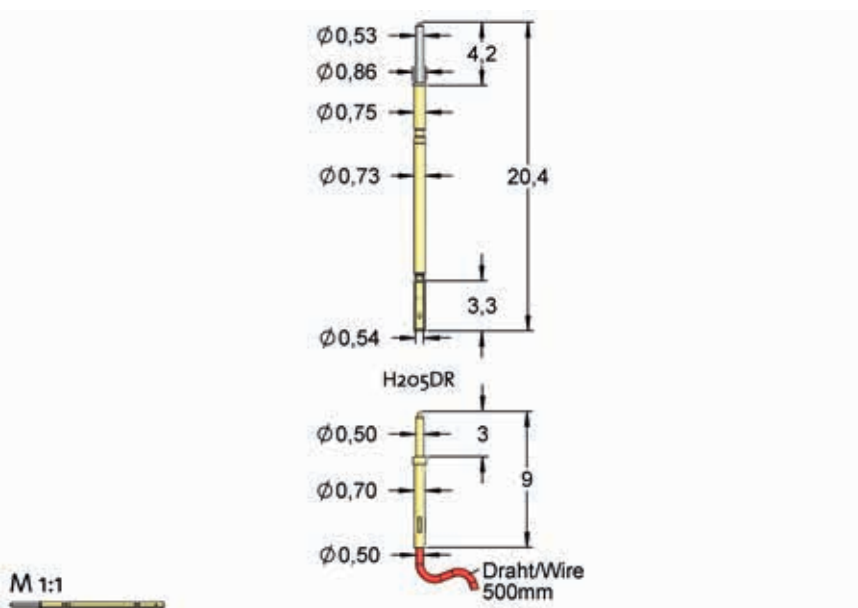 Ø0,53
4,2
Ø0,86
Ø0,75
Ø0,73
20,4
3,3
Ø0,54
H205DR
Ø0,50
3
Ø0,70
9
Ø0,50
Draht/Wire
500mm
M 1:1